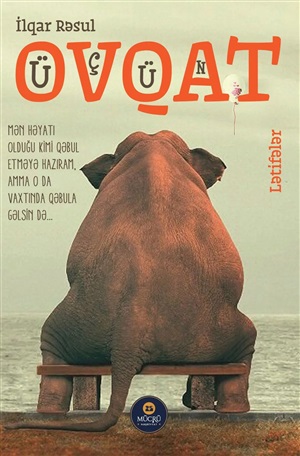 İlqar Rəsul
OVQAT
ÜÇÜN
Lətifələr
MƏN HƏYATI
OLDUĞU KİMİ QƏBUL
ETMƏYƏ HAZIRAM,
AMMA O DA
VAXTINDA QƏBULA
GƏLSİN DƏ...
MÜCRÜ